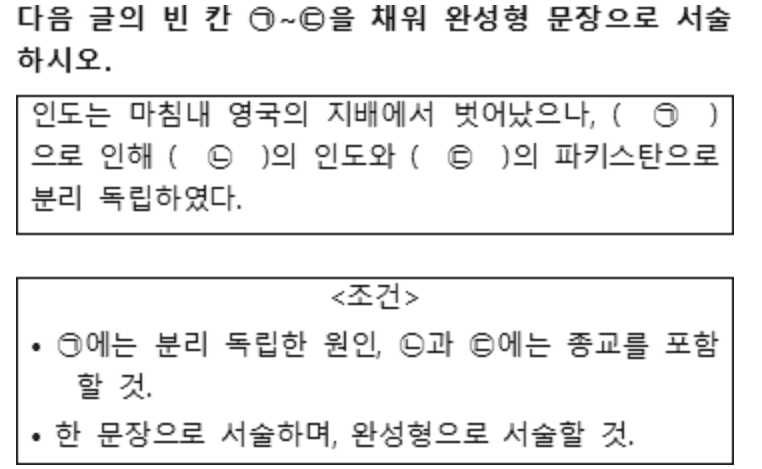 다음 글의 빈 칸 ㉠~㉢을 채워 완성형 문장으로 서술
하시오.
인도는 마침내 영국의 지배에서 벗어났으나, ( ㉠ )
으로 인해 ( ㉡ )의 인도와 ( ㉢ )의 파키스탄으로
분리 독립하였다.
<조건>
• ㉠에는 분리 독립한 원인, ㉡과 ㉢에는 종교를 포함
할 것.
• 한 문장으로 서술하며, 완성형으로 서술할 것.